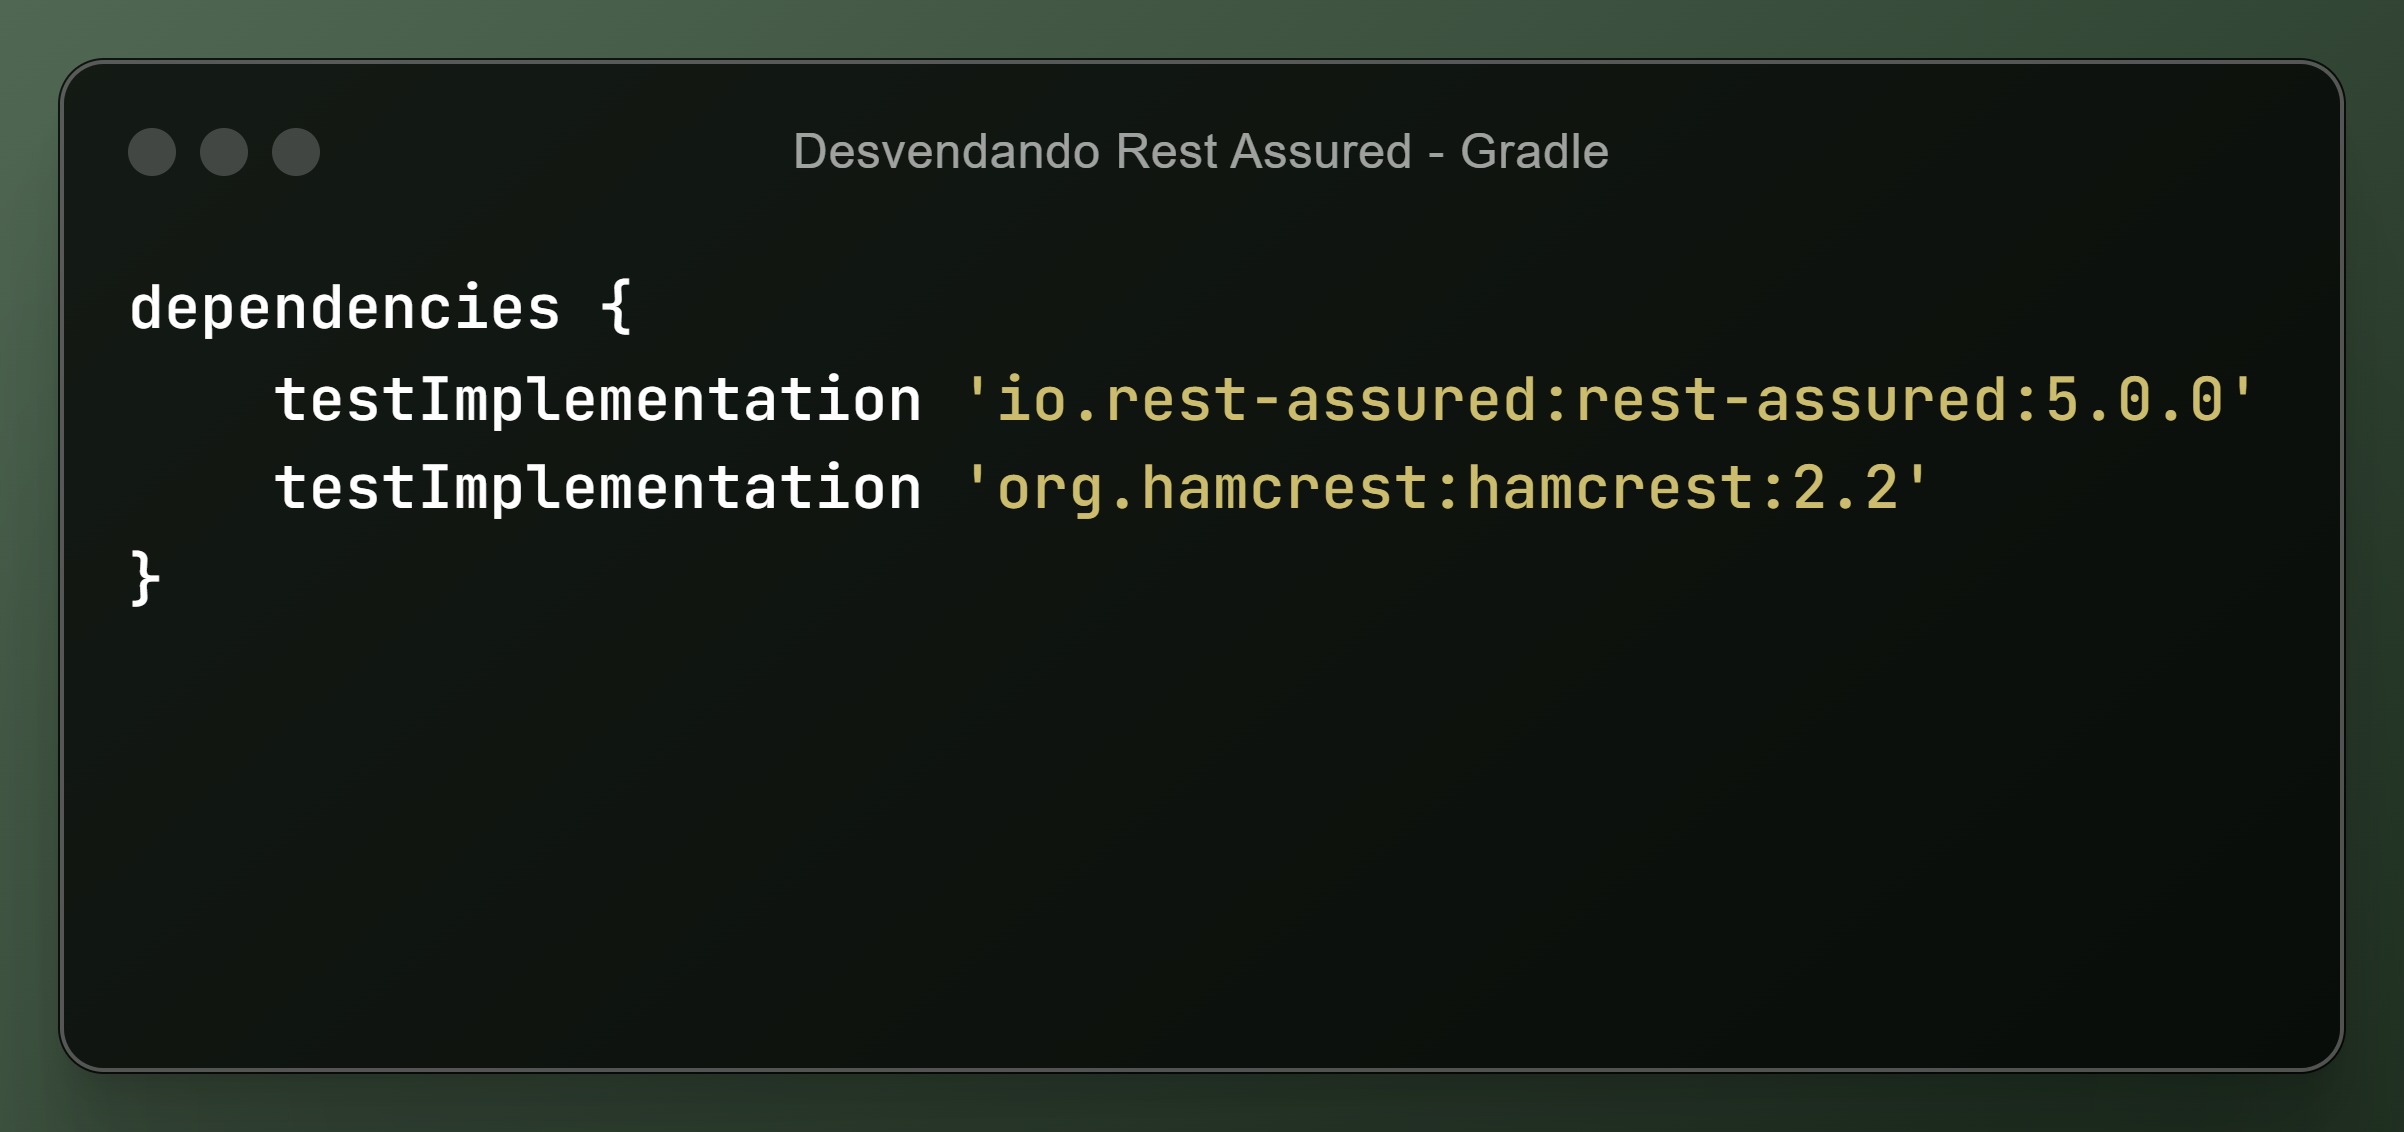 Desvendando Rest Assured - Gradle
dependencies {
    testImplementation 'io.rest-assured:rest-assured:5.0.0'
    testImplementation 'org.hamcrest:hamcrest:2.2'
}